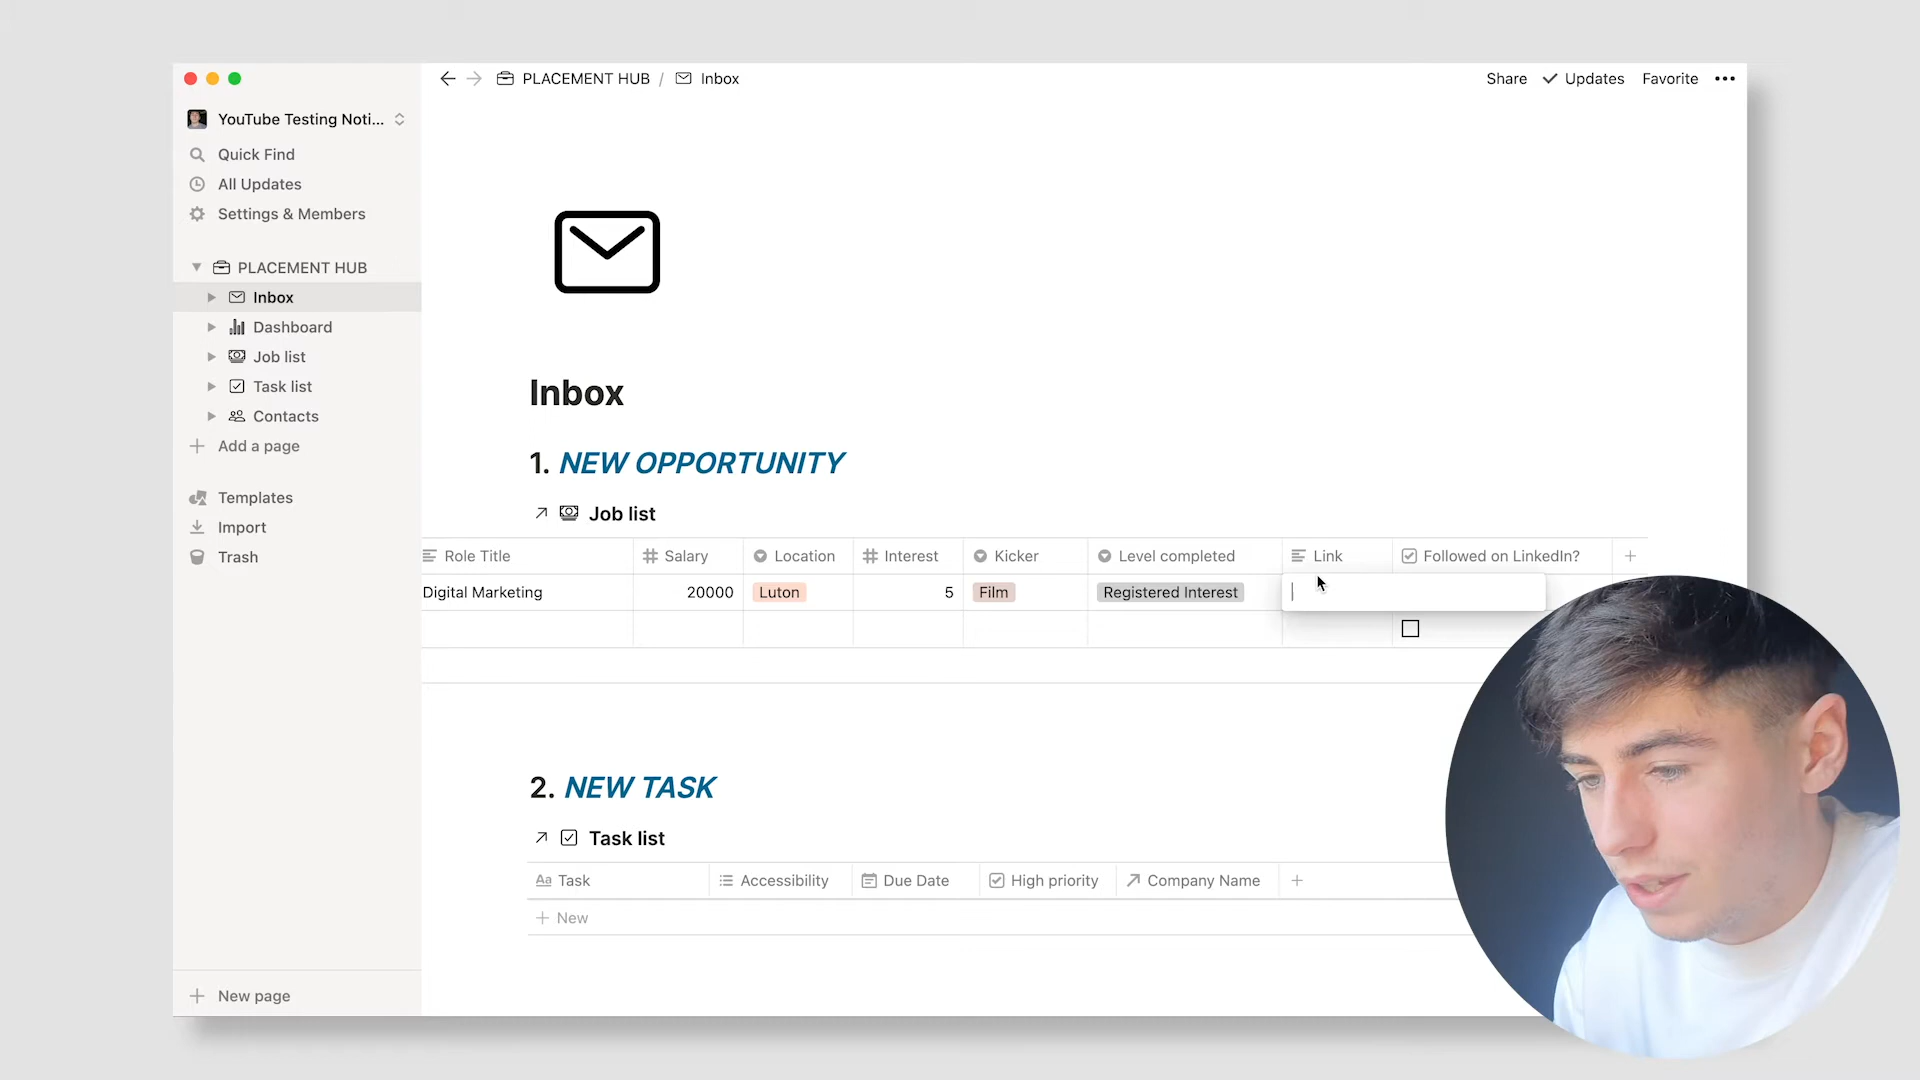 PLACEMENT HUB / Inbox
Share Updates Favorite •••
YouTube Testing Noti...
Quick Find
All Updates
Settings & Members
PLACEMENT HUB
Inbox
Dashboard
Job list
Task list
Contacts
Add a page
Templates
Import
Trash
New page
Inbox
1. NEW OPPORTUNITY
Job list
Role Title Salary Location Interest Kicker Level completed Link Followed on LinkedIn?
Digital Marketing 20000 Luton 5 Film Registered Interest
2. NEW TASK
Task list
Aa Task Accessibility Due Date High priority Company Name
New